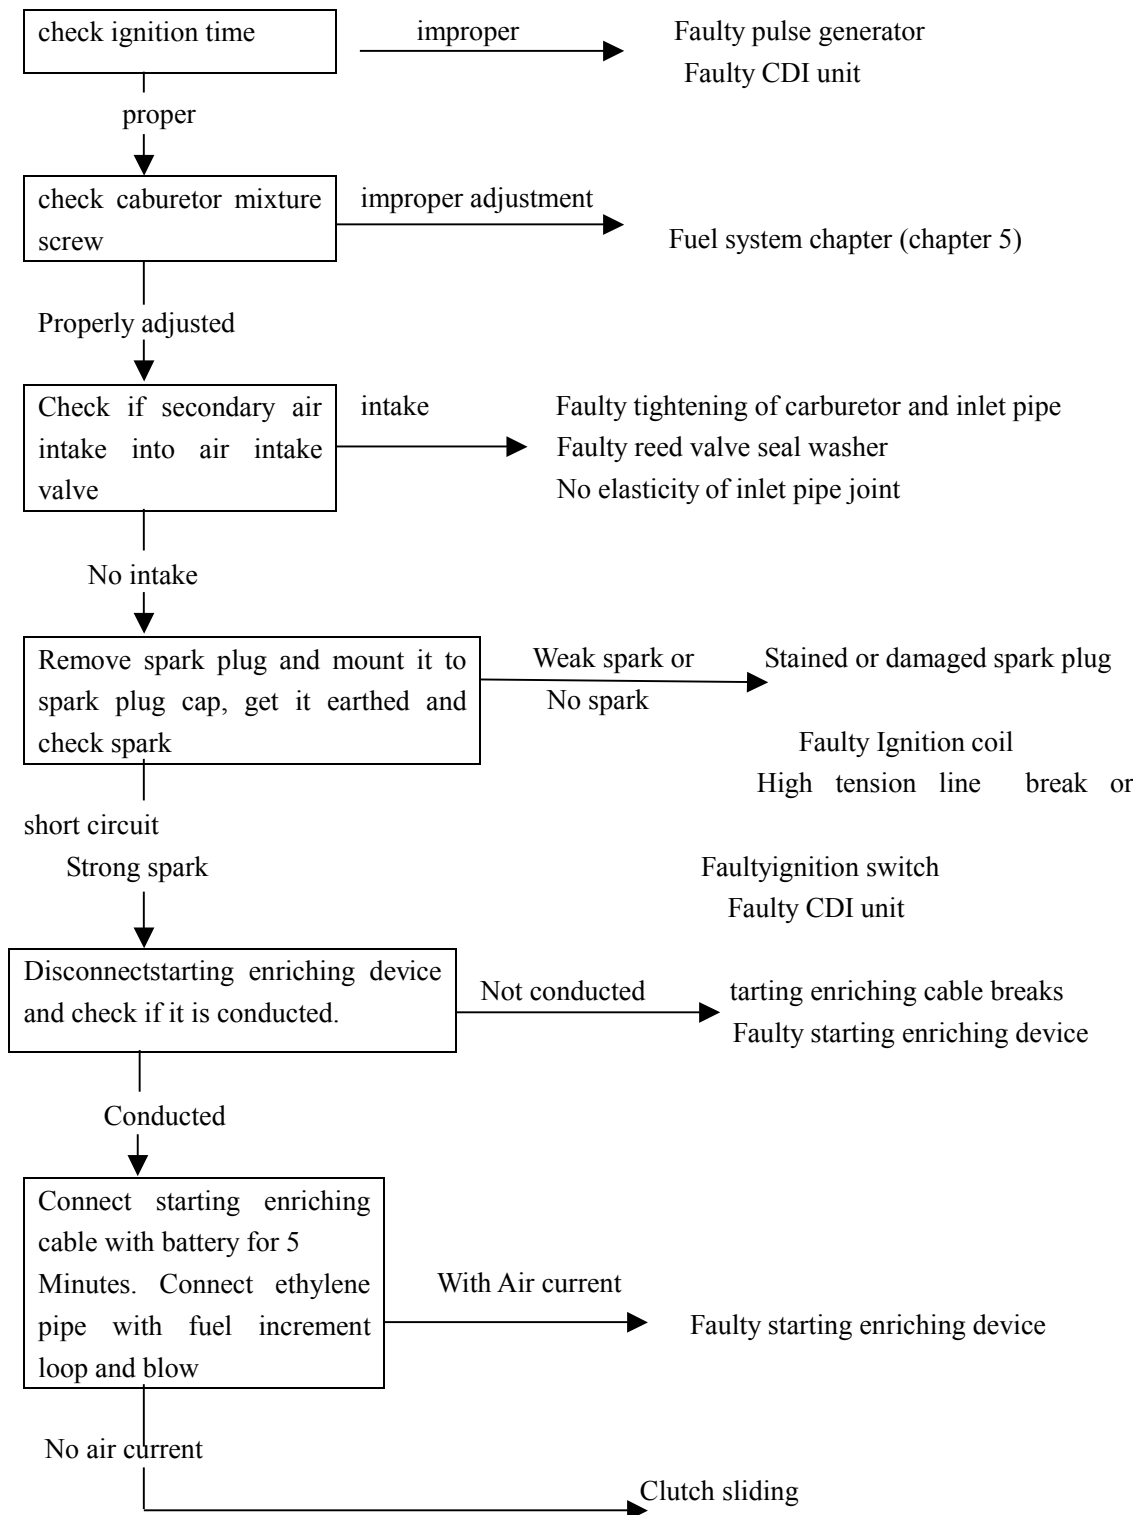 check ignition time
improper
Faulty pulse generator
Faulty CDI unit
proper
check caburetor mixture
screw
improper adjustment
Fuel system chapter (chapter 5)
Properly adjusted
Check if secondary air
intake into air intake
valve
intake
Faulty tightening of carburetor and inlet pipe
Faulty reed valve seal washer
No elasticity of inlet pipe joint
No intake
Remove spark plug and mount it to
spark plug cap, get it earthed and
check spark
Weak spark or
No spark
Stained or damaged spark plug
Faulty Ignition coil
High tension line break or
short circuit
Strong spark
Faultyignition switch
Faulty CDI unit
Disconnectstarting enriching device
and check if it is conducted.
Not conducted
tarting enriching cable breaks
Faulty starting enriching device
Conducted
Connect starting enriching
cable with battery for 5
Minutes. Connect ethylene
pipe with fuel increment
loop and blow
With Air current
Faulty starting enriching device
No air current
Clutch sliding